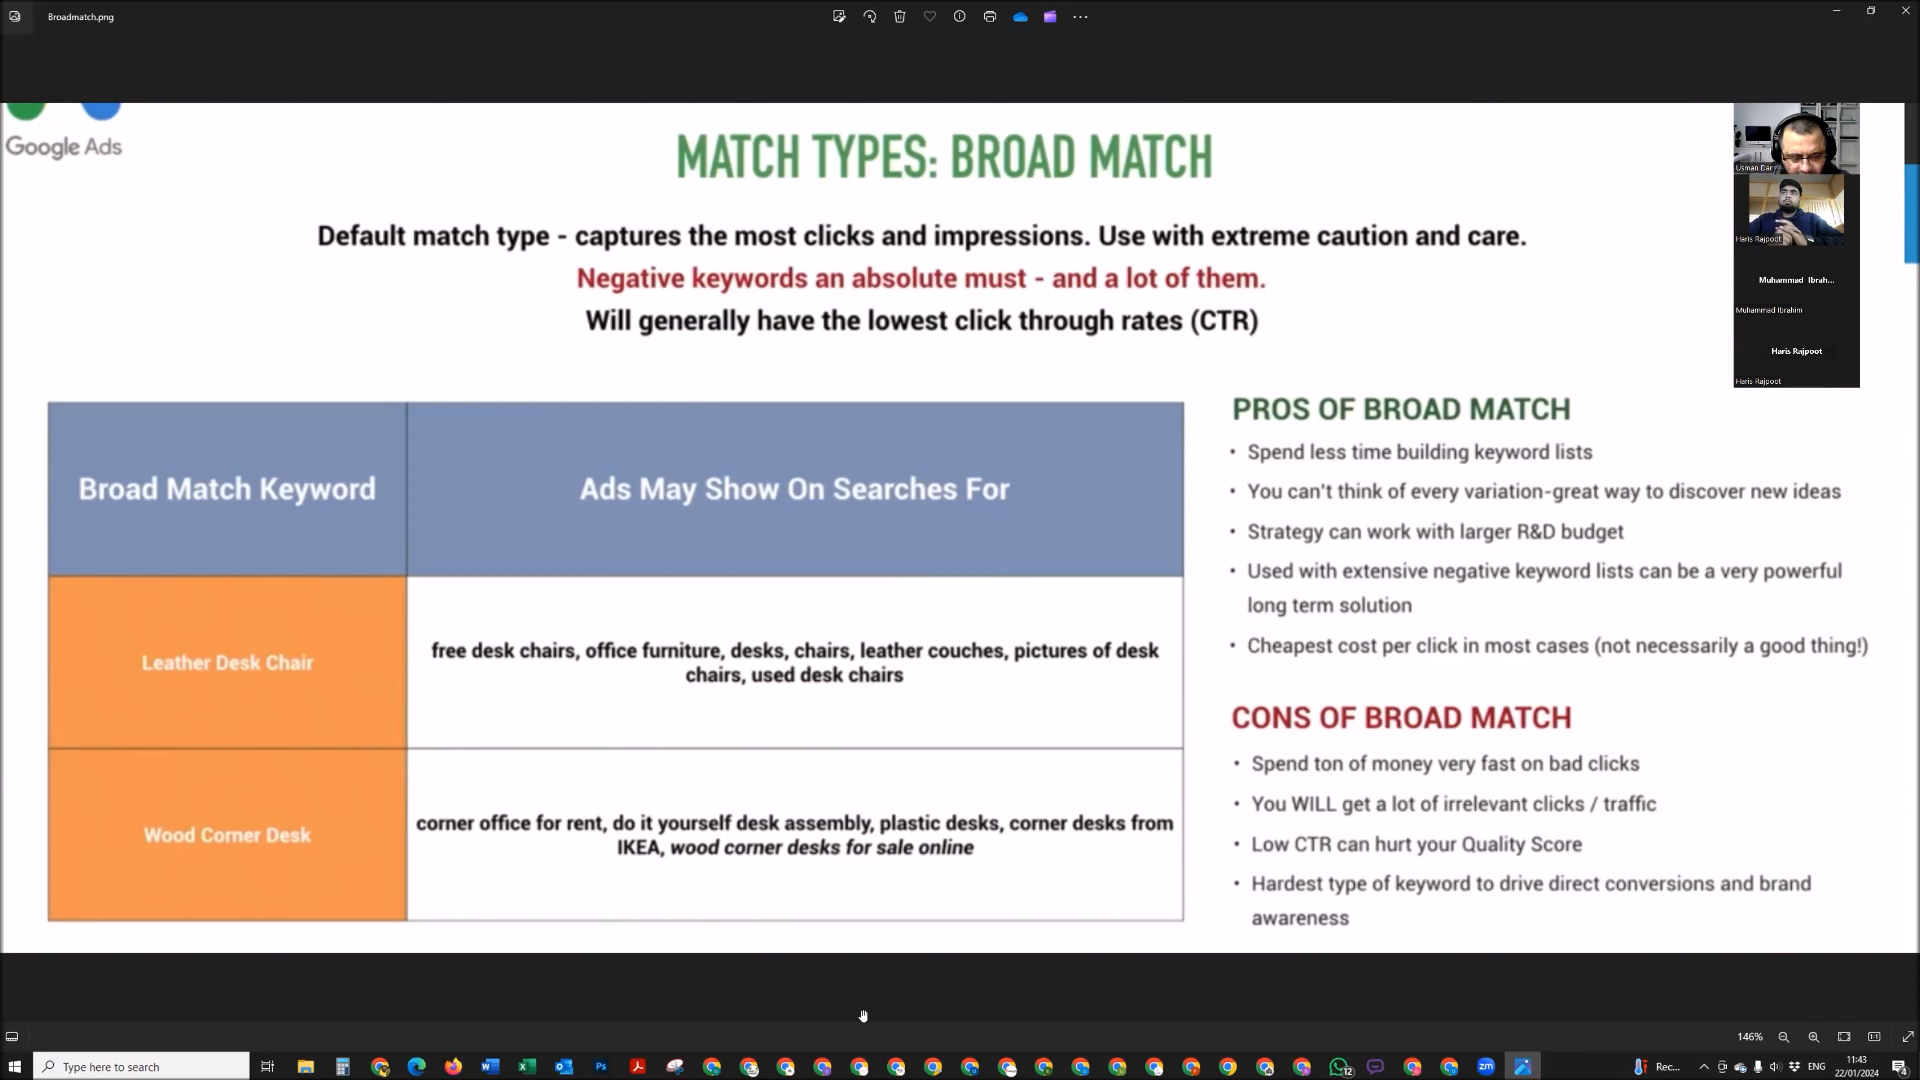 Broadmatch.png
Google Ads
MATCH TYPES: BROAD MATCH
Default match type - captures the most clicks and impressions. Use with extreme caution and care.
Negative keywords an absolute must - and a lot of them.
Will generally have the lowest click through rates (CTR)
Usman Dar
Haris Rajpoot
Muhammad Ibrah...
Muhammad Ibrahim
Haris Rajpoot
Haris Rajpoot
Broad Match Keyword
Ads May Show On Searches For
Leather Desk Chair
free desk chairs, office furniture, desks, chairs, leather couches, pictures of desk
chairs, used desk chairs
Wood Corner Desk
corner office for rent, do it yourself desk assembly, plastic desks, corner desks from
IKEA, wood corner desks for sale online
PROS OF BROAD MATCH
• Spend less time building keyword lists
• You can't think of every variation-great way to discover new ideas
• Strategy can work with larger R&D budget
• Used with extensive negative keyword lists can be a very powerful
long term solution
• Cheapest cost per click in most cases (not necessarily a good thing!)
CONS OF BROAD MATCH
• Spend ton of money very fast on bad clicks
• You WILL get a lot of irrelevant clicks / traffic
• Low CTR can hurt your Quality Score
• Hardest type of keyword to drive direct conversions and brand
awareness
146%
Type here to search
Ps
zm
12
Rec...
ENG
11:43
22/01/2024
4